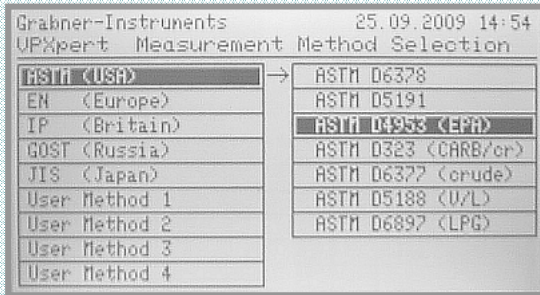 Grabner-Instruments 25.09.2009 14:54
VPXpert Measurement Method Selection
ASTM (USA) → ASTM D6378
EN (Europe) ASTM D5191
IP (Britain) ASTM D4953 (EPA)
GOST (Russia) ASTM D323 (CARB/cr)
JIS (Japan) ASTM D6377 (crude)
User Method 1 ASTM D5188 (V/L)
User Method 2 ASTM D6897 (LPG)
User Method 3
User Method 4